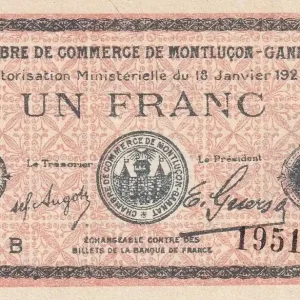 BRE DE COMMERCE DE MONTLUÇON-GANN
torisation Ministérielle du 18 Janvier 192
UN FRANC
Le Trésorier
Le Président
CHAMBRE DE COMMERCE DE MONTLUÇON-GANNAT
B
ÉCHANGEABLE CONTRE DES
BILLETS DE LA BANQUE DE FRANCE
1951